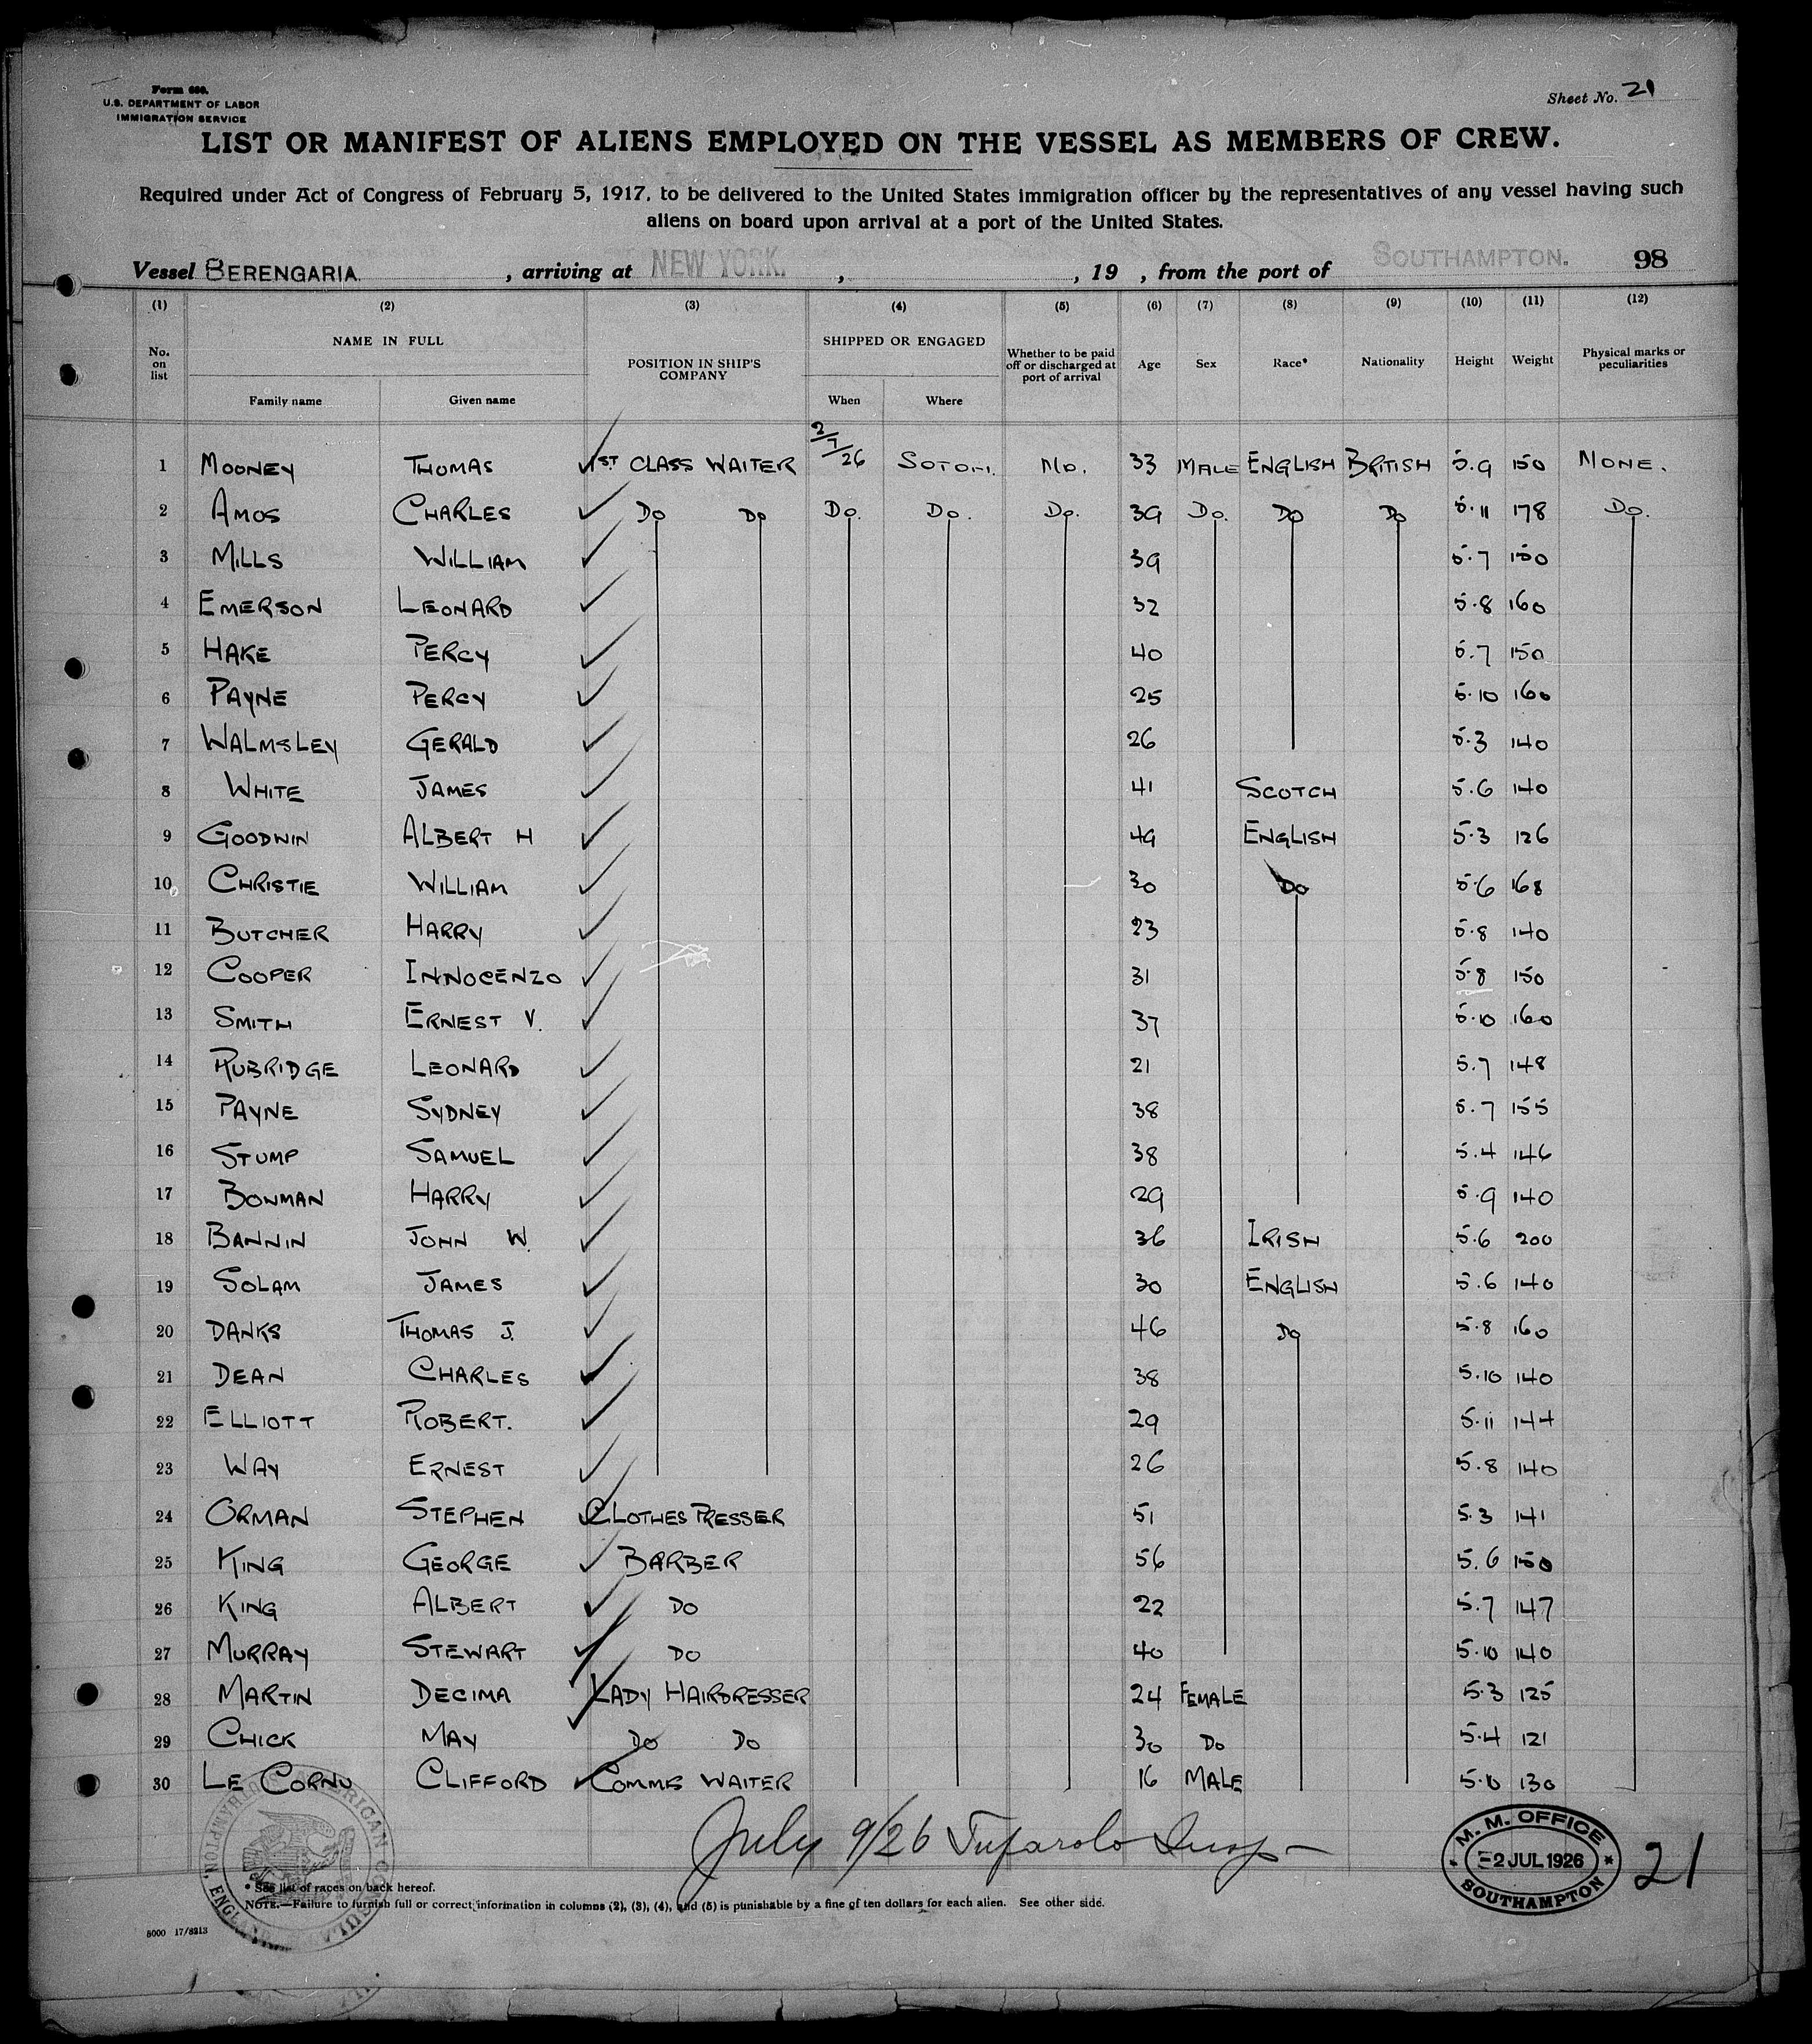 Form 680.
U.S. DEPARTMENT OF LABOR
IMMIGRATION SERVICE
Sheet No. 21
LIST OR MANIFEST OF ALIENS EMPLOYED ON THE VESSEL AS MEMBERS OF CREW.
Required under Act of Congress of February 5, 1917, to be delivered to the United States immigration officer by the representatives of any vessel having such
aliens on board upon arrival at a port of the United States.
Vessel BERENGARIA , arriving at NEW YORK. , , 19 , from the port of SOUTHAMPTON. 98
(1) (2) (3) (4) (5) (6) (7) (8) (9) (10) (11) (12)
No. on list NAME IN FULL Family name Given name POSITION IN SHIP'S COMPANY SHIPPED OR ENGAGED When Where Whether to be paid off or discharged at port of arrival Age Sex Race* Nationality Height Weight Physical marks or peculiarities
1 MOONEY THOMAS 1ST CLASS WAITER 2/7/26 SOTON. NO. 33 MALE ENGLISH BRITISH 5.9 150 NONE.
2 AMOS CHARLES DO DO DO. DO. DO. 39 DO. DO DO 5.11 178 DO.
3 MILLS WILLIAM 39 5.7 150
4 EMERSON LEONARD 32 5.8 160
5 HAKE PERCY 40 5.7 150
6 PAYNE PERCY 25 5.10 160
7 WALMSLEY GERALD 26 5.3 140
8 WHITE JAMES 41 SCOTCH 5.6 140
9 GOODWIN ALBERT H 49 ENGLISH 5.3 126
10 CHRISTIE WILLIAM 30 DO 5.6 168
11 BUTCHER HARRY 23 5.8 140
12 COOPER INNOCENZO 31 5.8 150
13 SMITH ERNEST V. 37 5.10 160
14 RUBRIDGE LEONARD 21 5.7 148
15 PAYNE SYDNEY 38 5.7 155
16 STUMP SAMUEL 38 5.4 146
17 BOWMAN HARRY 29 5.9 140
18 BANNIN JOHN W. 36 IRISH 5.6 200
19 SOLAM JAMES 30 ENGLISH 5.6 140
20 DANKS THOMAS J. 46 DO 5.8 160
21 DEAN CHARLES 38 5.10 140
22 ELLIOTT ROBERT. 29 5.11 144
23 WAY ERNEST 26 5.8 140
24 ORMAN STEPHEN CLOTHES PRESSER 51 5.3 141
25 KING GEORGE BARBER 56 5.6 150
26 KING ALBERT DO 22 5.7 147
27 MURRAY STEWART DO 40 5.10 140
28 MARTIN DECIMA LADY HAIRDRESSER 24 FEMALE 5.3 125
29 CHICK MAY DO DO 30 DO 5.4 121
30 LE CORNU CLIFFORD COMMS WAITER 16 MALE 5.0 130
July 9/26 Tufarolo Insp
M. M. OFFICE
2 JUL 1926
SOUTHAMPTON
21
* See list of races on back hereof.
NOTE.—Failure to furnish full or correct information in columns (2), (3), (4), and (5) is punishable by a fine of ten dollars for each alien. See other side.
5000 17/8213